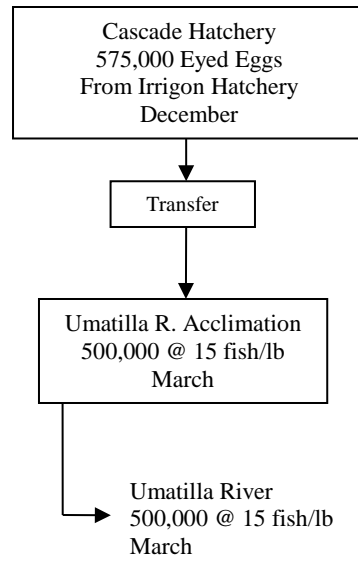 Cascade Hatchery
575,000 Eyed Eggs
From Irrigon Hatchery
December
Transfer
Umatilla R. Acclimation
500,000 @ 15 fish/lb
March
Umatilla River
500,000 @ 15 fish/lb
March